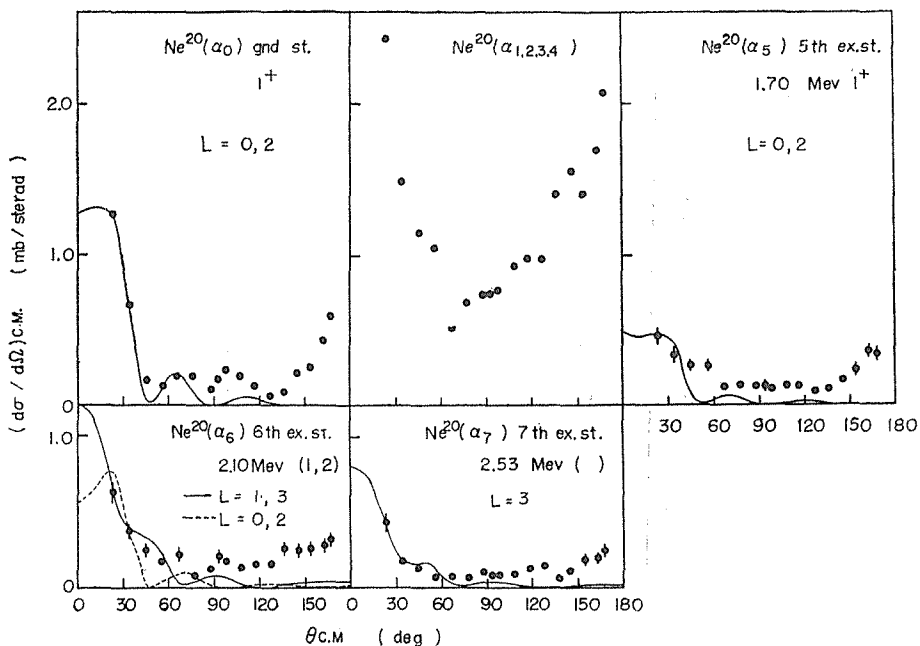 Ne²⁰(α₀) gnd st.
1⁺
L = 0, 2
Ne²⁰(α₁,₂,₃,₄ )
Ne²⁰(α₅) 5th ex.st.
1.70 Mev 1⁺
L=0, 2
2.0
1.0
0
(dσ / dΩ)C.M. (mb / sterad)
30 60 90 120 150 180
Ne²⁰(α₆) 6th ex.st.
2.10 Mev (1, 2)
L = 1, 3
L = 0, 2
Ne²⁰(α₇) 7th ex.st.
2.53 Mev ( )
L = 3
1.0
0
0 30 60 90 120 150 0 30 60 90 120 150 180
θC.M (deg)